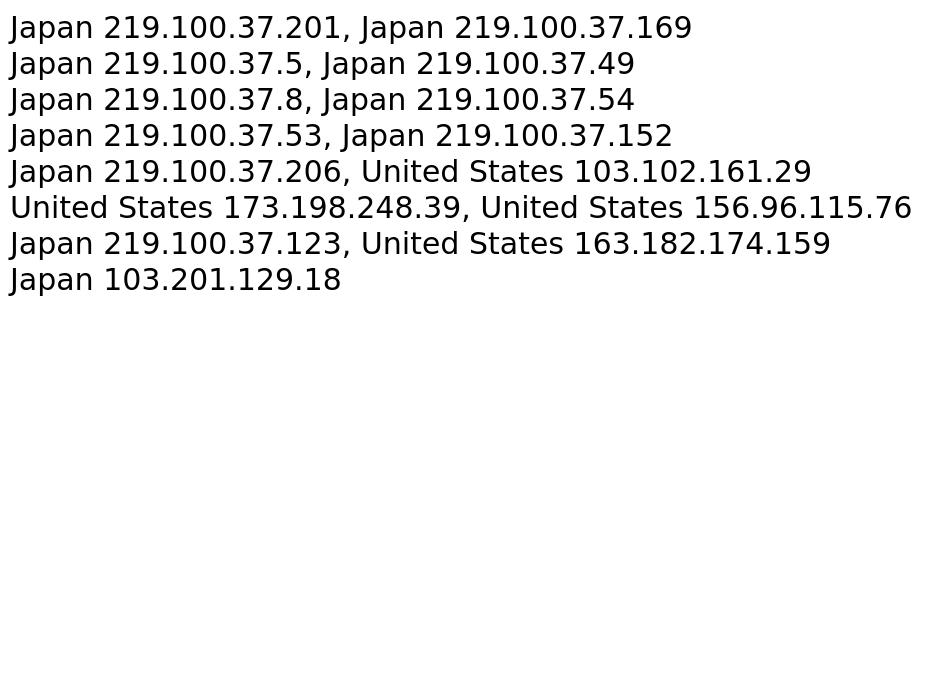 Japan 219.100.37.201, Japan 219.100.37.169
Japan 219.100.37.5, Japan 219.100.37.49
Japan 219.100.37.8, Japan 219.100.37.54
Japan 219.100.37.53, Japan 219.100.37.152
Japan 219.100.37.206, United States 103.102.161.29
United States 173.198.248.39, United States 156.96.115.76
Japan 219.100.37.123, United States 163.182.174.159
Japan 103.201.129.18